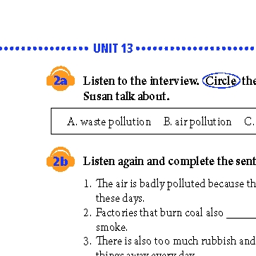 UNIT 13
2a Listen to the interview. Circle the
Susan talk about.
A. waste pollution B. air pollution C.
2b Listen again and complete the sent
1. The air is badly polluted because th
these days.
2. Factories that burn coal also ______
smoke.
3. There is also too much rubbish and
things away every day.